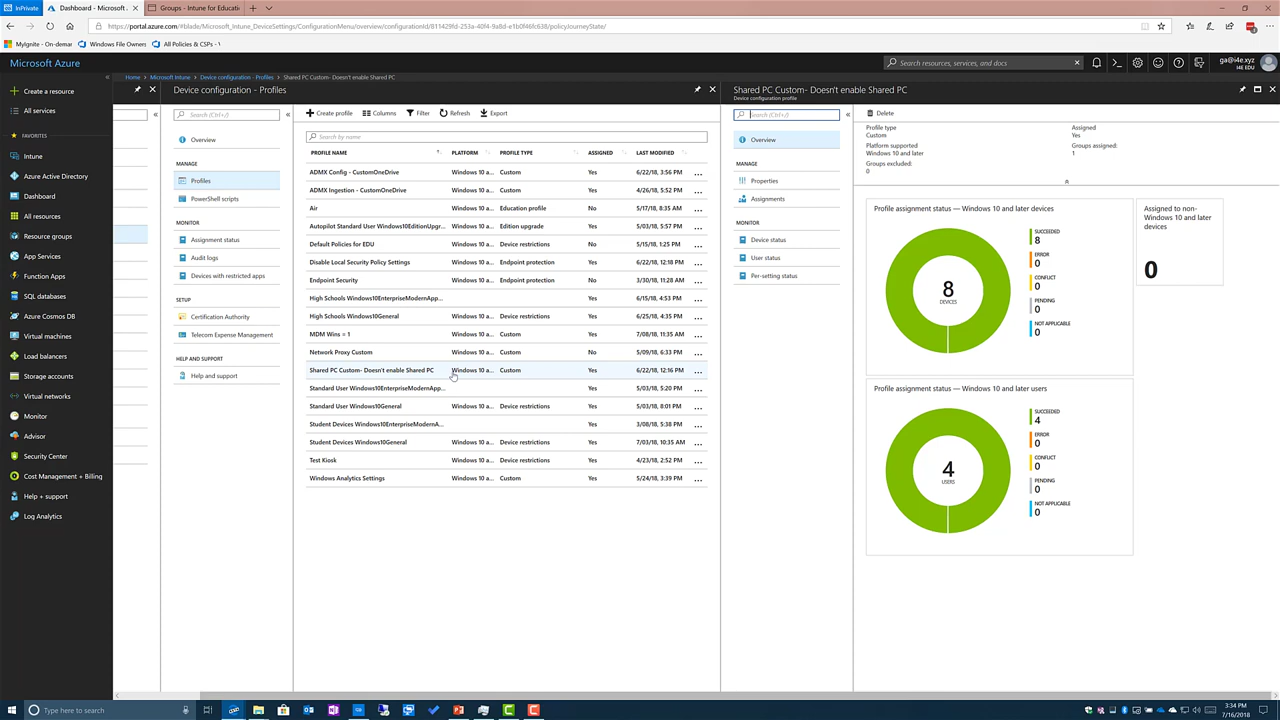 InPrivate
Dashboard - Microsoft
Groups - Intune for Educati
https://portal.azure.com/#blade/Microsoft_Intune_DeviceSettings/ConfigurationMenu/overview/configurationId/811429fd-253a-40f4-9a8d-e1b0f46fc638/policyJourneyState/
MyIgnite - On-dem
Windows File Owners
All Policies & CSPs -
Microsoft Azure
Search resources, services, and docs
ga@i4e.xyz
I4E EDU
Home
Microsoft Intune
Device configuration - Profiles
Shared PC Custom- Doesn't enable Shared PC
Create a resource
All services
FAVORITES
Intune
Azure Active Directory
Dashboard
All resources
Resource groups
App Services
Function Apps
SQL databases
Azure Cosmos DB
Virtual machines
Load balancers
Storage accounts
Virtual networks
Monitor
Advisor
Security Center
Cost Management + Billing
Help + support
Log Analytics
Device configuration - Profiles
Search (Ctrl+/)
Overview
MANAGE
Profiles
PowerShell scripts
MONITOR
Assignment status
Audit logs
Devices with restricted apps
SETUP
Certification Authority
Telecom Expense Management
HELP AND SUPPORT
Help and support
Create profile Columns Filter Refresh Export
Search by name
PROFILE NAME PLATFORM PROFILE TYPE ASSIGNED LAST MODIFIED
ADMX Config - CustomOneDrive Windows 10 a... Custom Yes 6/22/18, 3:56 PM ...
ADMX Ingestion - CustomOneDrive Windows 10 a... Custom Yes 4/26/18, 5:52 PM ...
Air Windows 10 a... Education profile No 5/17/18, 8:35 AM ...
Autopilot Standard User Windows10EditionUpgr... Windows 10 a... Edition upgrade Yes 5/03/18, 5:57 PM ...
Default Policies for EDU Windows 10 a... Device restrictions Yes 5/15/18, 1:25 PM ...
Disable Local Security Policy Settings Windows 10 a... Endpoint protection Yes 6/22/18, 12:18 PM ...
Endpoint Security Windows 10 a... Endpoint protection No 3/30/18, 11:28 AM ...
High Schools Windows10EnterpriseModernApp... Yes 6/15/18, 4:53 PM ...
High Schools Windows10General Windows 10 a... Device restrictions Yes 6/25/18, 4:35 PM ...
MDM Wins = 1 Windows 10 a... Custom Yes 7/08/18, 11:35 AM ...
Network Proxy Custom Windows 10 a... Custom No 5/09/18, 6:33 PM ...
Shared PC Custom- Doesn't enable Shared PC Windows 10 a... Custom Yes 6/22/18, 12:16 PM ...
Standard User Windows10EnterpriseModernApp... Yes 5/03/18, 5:20 PM ...
Standard User Windows10General Windows 10 a... Device restrictions Yes 5/03/18, 8:01 PM ...
Student Devices Windows10EnterpriseModernA... Yes 3/08/18, 5:38 PM ...
Student Devices Windows10General Windows 10 a... Device restrictions Yes 7/03/18, 10:35 AM ...
Test Kiosk Windows 10 a... Device restrictions Yes 4/23/18, 2:52 PM ...
Windows Analytics Settings Windows 10 a... Custom Yes 5/24/18, 3:39 PM ...
Shared PC Custom- Doesn't enable Shared PC
Device configuration profile
Search (Ctrl+/)
Overview
MANAGE
Properties
Assignments
MONITOR
Device status
User status
Per-setting status
Delete
Profile type
Custom
Platform supported
Windows 10 and later
Groups excluded:
0
Assigned
Yes
Groups assigned:
1
Profile assignment status — Windows 10 and later devices
8
DEVICES
SUCCEEDED
8
ERROR
0
CONFLICT
0
PENDING
0
NOT APPLICABLE
0
Assigned to non-
Windows 10 and later
devices
0
Profile assignment status — Windows 10 and later users
4
USERS
SUCCEEDED
4
ERROR
0
CONFLICT
0
PENDING
0
NOT APPLICABLE
0
Type here to search
3:34 PM
7/16/2018